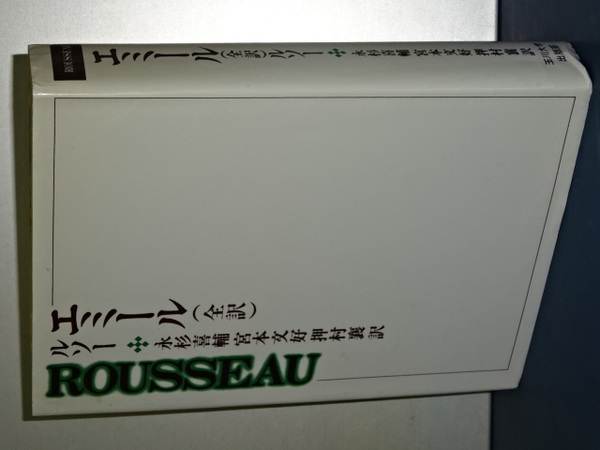 ROUSSEAU
エミール(全訳)ルソー
永杉喜輔 宮本文好 押村襄 訳
玉川大学
出版部
エミール(全訳)
ルソー
永杉喜輔 宮本文好 押村襄 訳
ROUSSEAU